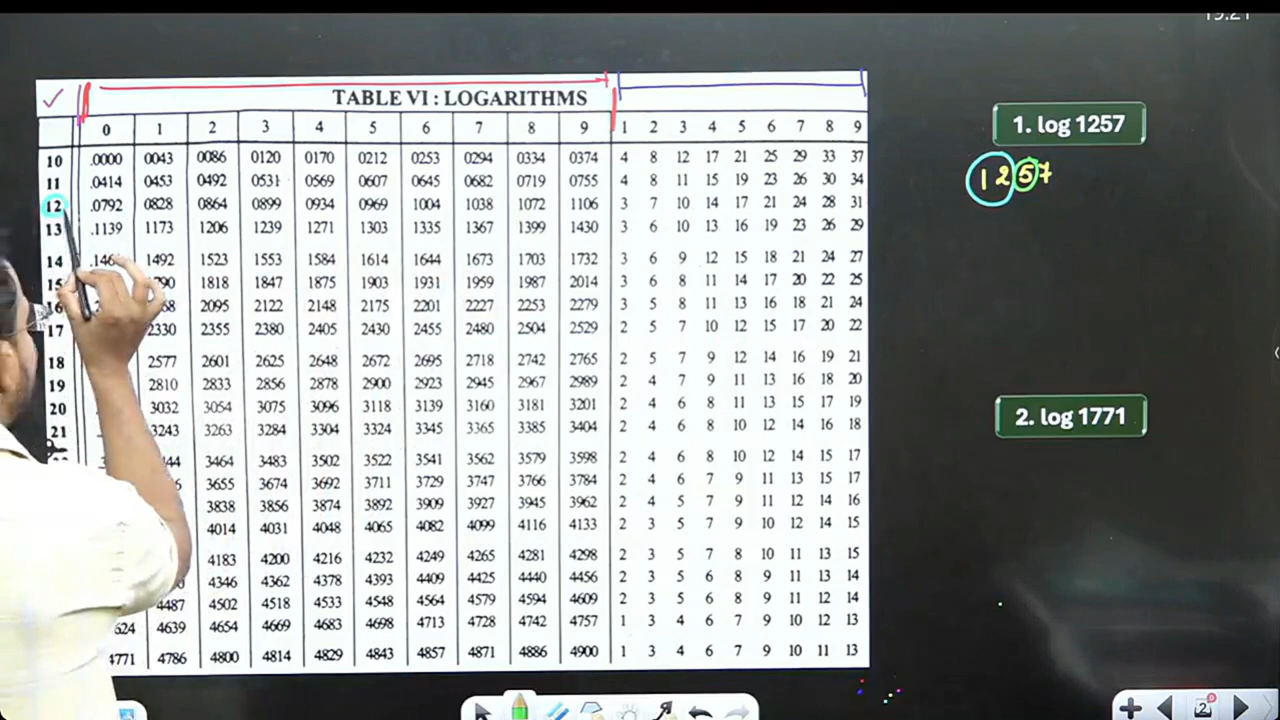 TABLE VI : LOGARITHMS
0 1 2 3 4 5 6 7 8 9 1 2 3 4 5 6 7 8 9
10 .0000 0043 0086 0120 0170 0212 0253 0294 0334 0374 4 8 12 17 21 25 29 33 37
11 .0414 0453 0492 0531 0569 0607 0645 0682 0719 0755 4 8 11 15 19 23 26 30 34
12 .0792 0828 0864 0899 0934 0969 1004 1038 1072 1106 3 7 10 14 17 21 24 28 31
13 .1139 1173 1206 1239 1271 1303 1335 1367 1399 1430 3 6 10 13 16 19 23 26 29
14 1492 1523 1553 1584 1614 1644 1673 1703 1732 3 6 9 12 15 18 21 24 27
15 1818 1847 1875 1903 1931 1959 1987 2014 3 6 8 11 14 17 20 22 25
2095 2122 2148 2175 2201 2227 2253 2279 3 5 8 11 13 16 18 21 24
17 2330 2355 2380 2405 2430 2455 2480 2504 2529 2 5 7 10 12 15 17 20 22
18 2577 2601 2625 2648 2672 2695 2718 2742 2765 2 5 7 9 12 14 16 19 21
19 2810 2833 2856 2878 2900 2923 2945 2967 2989 2 4 7 9 11 13 16 18 20
20 3032 3054 3075 3096 3118 3139 3160 3181 3201 2 4 6 8 11 13 15 17 19
21 3243 3263 3284 3304 3324 3345 3365 3385 3404 2 4 6 8 10 12 14 16 18
3464 3483 3502 3522 3541 3562 3579 3598 2 4 6 8 10 12 14 15 17
3655 3674 3692 3711 3729 3747 3766 3784 2 4 6 7 9 11 13 15 17
3838 3856 3874 3892 3909 3927 3945 3962 2 4 5 7 9 11 12 14 16
4014 4031 4048 4065 4082 4099 4116 4133 2 3 5 7 9 10 12 14 15
4183 4200 4216 4232 4249 4265 4281 4298 2 3 5 7 8 10 11 13 15
4346 4362 4378 4393 4409 4425 4440 4456 2 3 5 6 8 9 11 13 14
4487 4502 4518 4533 4548 4564 4579 4594 4609 2 3 5 6 8 9 11 12 14
4639 4654 4669 4683 4698 4713 4728 4742 4757 1 3 4 6 7 9 10 12 13
4771 4786 4800 4814 4829 4843 4857 4871 4886 4900 1 3 4 6 7 9 10 11 13
1. log 1257
1257
2. log 1771
2